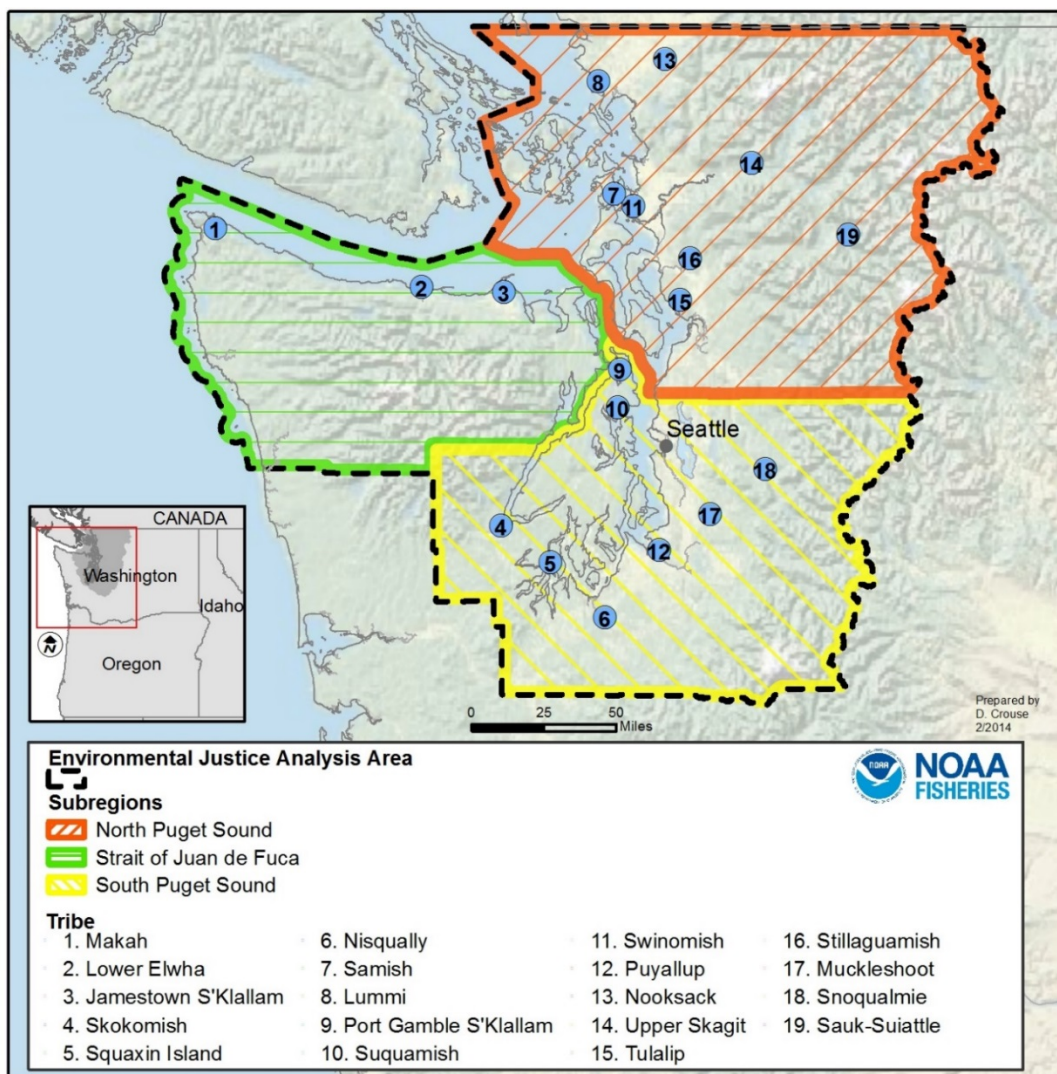 13
8
14
7
11
1
19
16
2
3
15
9
10
Seattle
18
4
17
12
5
6
CANADA
Washington
Idaho
N
Oregon
0 25 50
Miles
Prepared by
D. Crouse
2/2014
Environmental Justice Analysis Area
NOAA
NOAA
FISHERIES
Subregions
North Puget Sound
Strait of Juan de Fuca
South Puget Sound
Tribe
1. Makah
2. Lower Elwha
3. Jamestown S'Klallam
4. Skokomish
5. Squaxin Island
6. Nisqually
7. Samish
8. Lummi
9. Port Gamble S'Klallam
10. Suquamish
11. Swinomish
12. Puyallup
13. Nooksack
14. Upper Skagit
15. Tulalip
16. Stillaguamish
17. Muckleshoot
18. Snoqualmie
19. Sauk-Suiattle